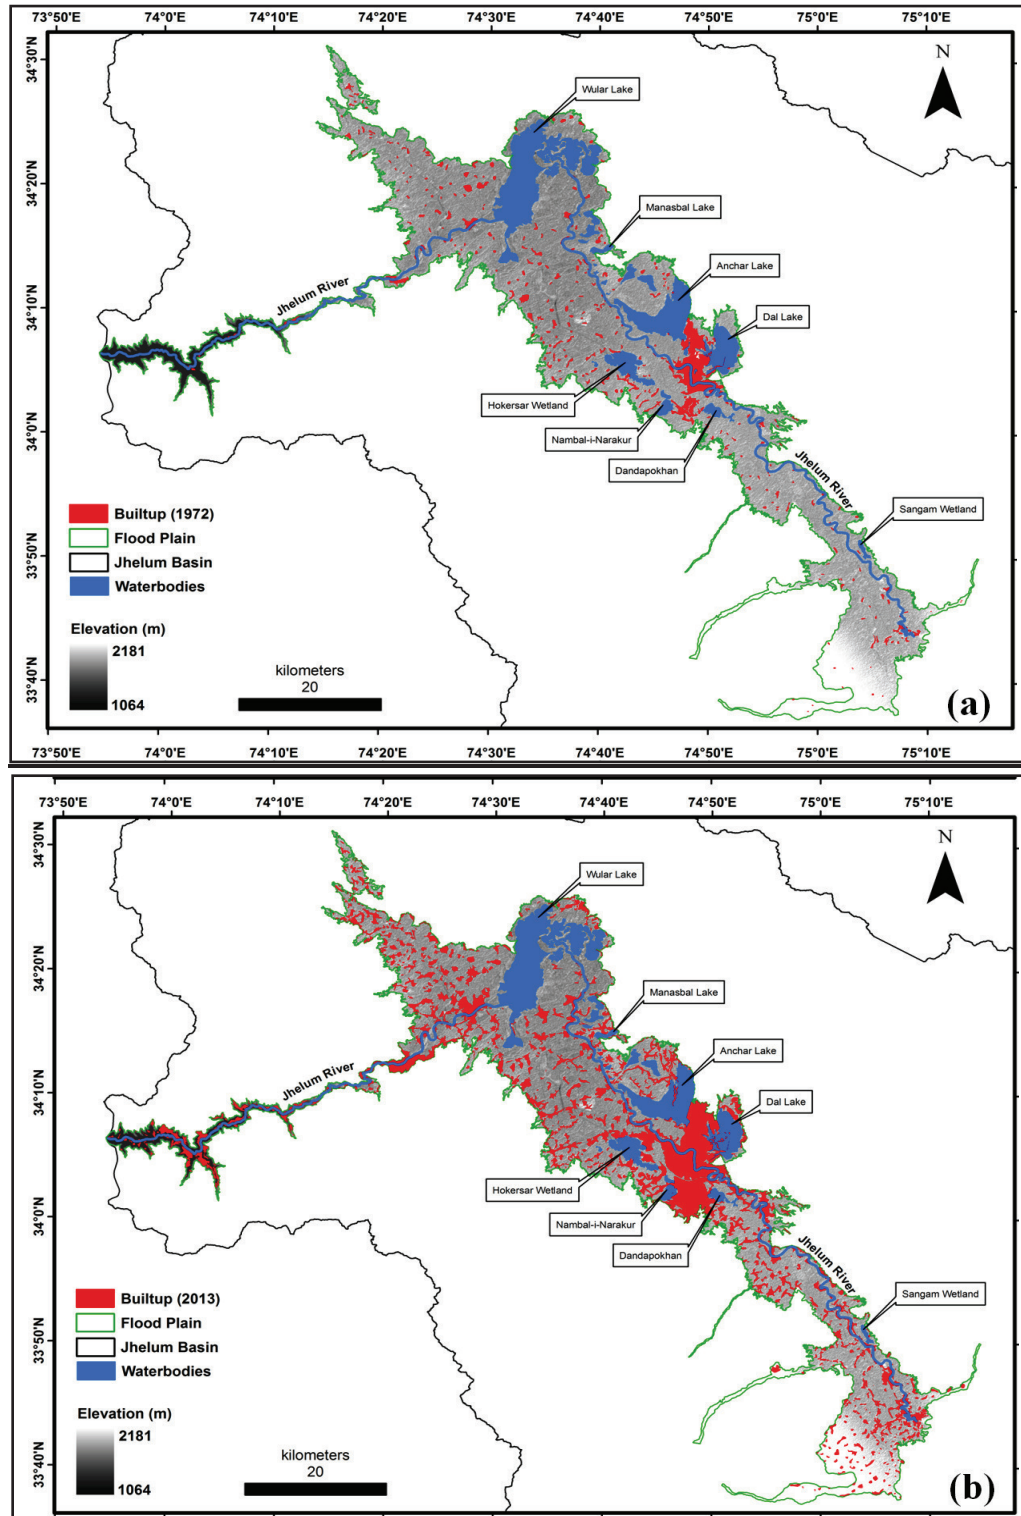 73°50'E 74°0'E 74°10'E 74°20'E 74°30'E 74°40'E 74°50'E 75°0'E 75°10'E
34°30'N
N
Wular Lake
34°20'N
Manasbal Lake
Anchar Lake
Jhelum River
34°10'N
Dal Lake
Hokersar Wetland
34°0'N
Nambal-i-Narakur
Dandapokhan
Jhelum River
Sangam Wetland
Builtup (1972)
Flood Plain
33°50'N
Jhelum Basin
Waterbodies
Elevation (m)
2181
kilometers
20
33°40'N
1064
(a)
73°50'E 74°0'E 74°10'E 74°20'E 74°30'E 74°40'E 74°50'E 75°0'E 75°10'E
73°50'E 74°0'E 74°10'E 74°20'E 74°30'E 74°40'E 74°50'E 75°0'E 75°10'E
34°30'N
N
Wular Lake
34°20'N
Manasbal Lake
Anchar Lake
Jhelum River
34°10'N
Dal Lake
Hokersar Wetland
34°0'N
Nambal-i-Narakur
Dandapokhan
Jhelum River
Sangam Wetland
Builtup (2013)
Flood Plain
33°50'N
Jhelum Basin
Waterbodies
Elevation (m)
2181
kilometers
20
33°40'N
1064
(b)